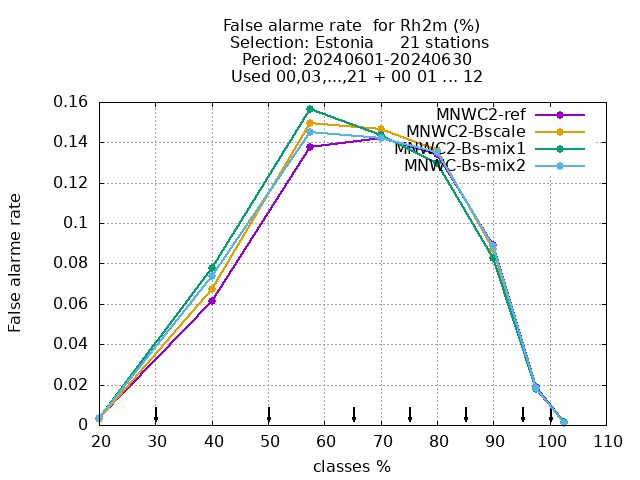 False alarme rate  for Rh2m (%)
Selection: Estonia     21 stations
Period: 20240601-20240630
Used 00,03,...,21 + 00 01 ... 12
MNWC2-ref
MNWC2-Bscale
MNWC2-Bs-mix1
MNWC-Bs-mix2
False alarme rate
0.16
0.14
0.12
0.1
0.08
0.06
0.04
0.02
0
20 30 40 50 60 70 80 90 100 110
classes %